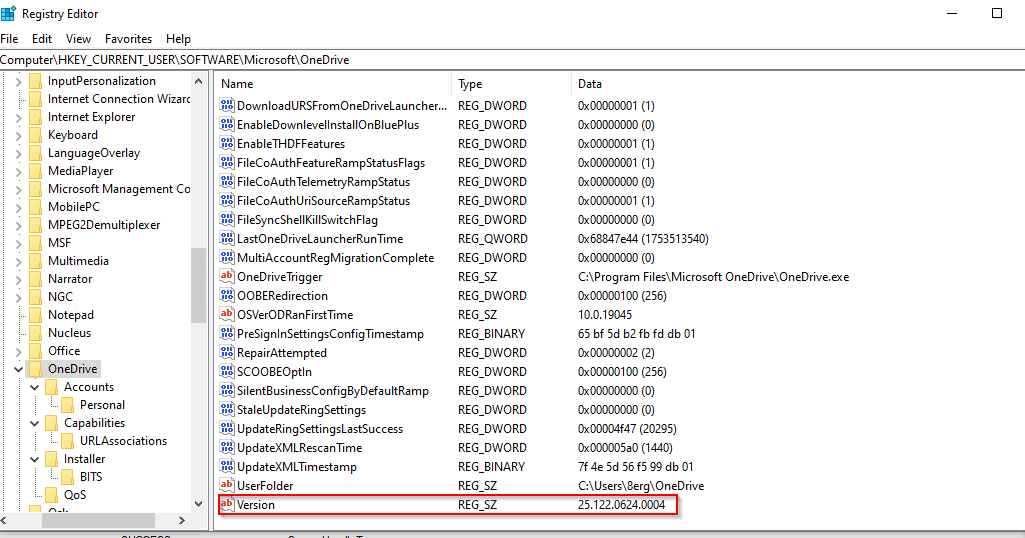 Registry Editor
File Edit View Favorites Help
Computer\HKEY_CURRENT_USER\SOFTWARE\Microsoft\OneDrive
InputPersonalization
Internet Connection Wizard
Internet Explorer
Keyboard
LanguageOverlay
MediaPlayer
Microsoft Management Co
MobilePC
MPEG2Demultiplexer
MSF
Multimedia
Narrator
NGC
Notepad
Nucleus
Office
OneDrive
Accounts
Personal
Capabilities
URLAssociations
Installer
BITS
QoS
Name Type Data
DownloadURSFromOneDriveLauncher... REG_DWORD 0x00000001 (1)
EnableDownlevelInstallOnBluePlus REG_DWORD 0x00000000 (0)
EnableTHDFFeatures REG_DWORD 0x00000001 (1)
FileCoAuthFeatureRampStatusFlags REG_DWORD 0x00000001 (1)
FileCoAuthTelemetryRampStatus REG_DWORD 0x00000000 (0)
FileCoAuthUriSourceRampStatus REG_DWORD 0x00000001 (1)
FileSyncShellKillSwitchFlag REG_DWORD 0x00000000 (0)
LastOneDriveLauncherRunTime REG_QWORD 0x68847e44 (1753513540)
MultiAccountRegMigrationComplete REG_DWORD 0x00000000 (0)
OneDriveTrigger REG_SZ C:\Program Files\Microsoft OneDrive\OneDrive.exe
OOBERedirection REG_DWORD 0x00000100 (256)
OSVerODRanFirstTime REG_SZ 10.0.19045
PreSignInSettingsConfigTimestamp REG_BINARY 65 bf 5d b2 fb fd db 01
RepairAttempted REG_DWORD 0x00000002 (2)
SCOOBEOptIn REG_DWORD 0x00000100 (256)
SilentBusinessConfigByDefaultRamp REG_DWORD 0x00000000 (0)
StaleUpdateRingSettings REG_DWORD 0x00000000 (0)
UpdateRingSettingsLastSuccess REG_DWORD 0x00004f47 (20295)
UpdateXMLRescanTime REG_DWORD 0x000005a0 (1440)
UpdateXMLTimestamp REG_BINARY 7f 4e 5d 56 f5 99 db 01
UserFolder REG_SZ C:\Users\8erg\OneDrive
Version REG_SZ 25.122.0624.0004